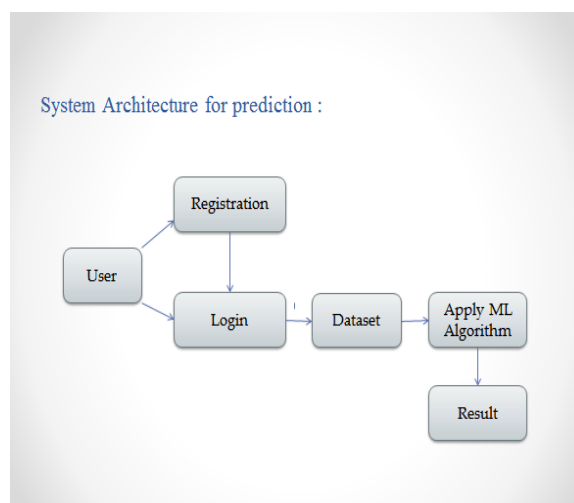 System Architecture for prediction :
Registration
User
Login
Dataset
Apply ML
Algorithm
Result